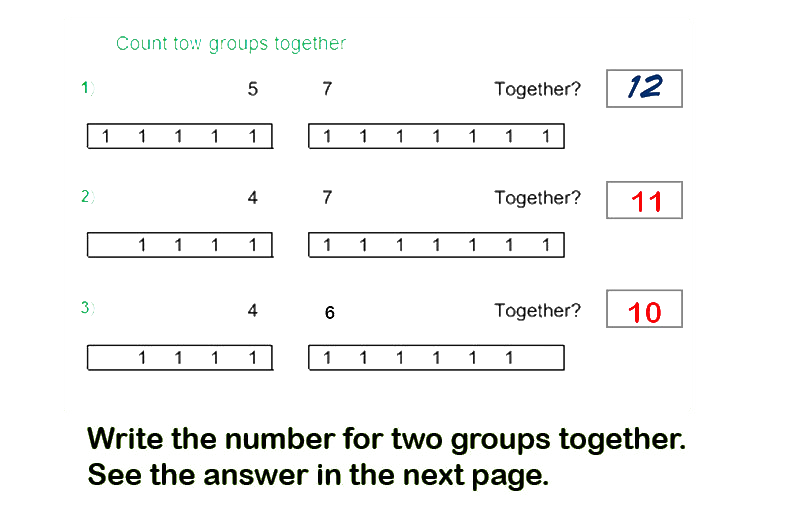 Count tow groups together
1) 5 7 Together? 12
1 1 1 1 1 1 1 1 1 1 1 1
2) 4 7 Together? 11
1 1 1 1 1 1 1 1 1 1 1
3) 4 6 Together? 10
1 1 1 1 1 1 1 1 1 1
Write the number for two groups together.
See the answer in the next page.